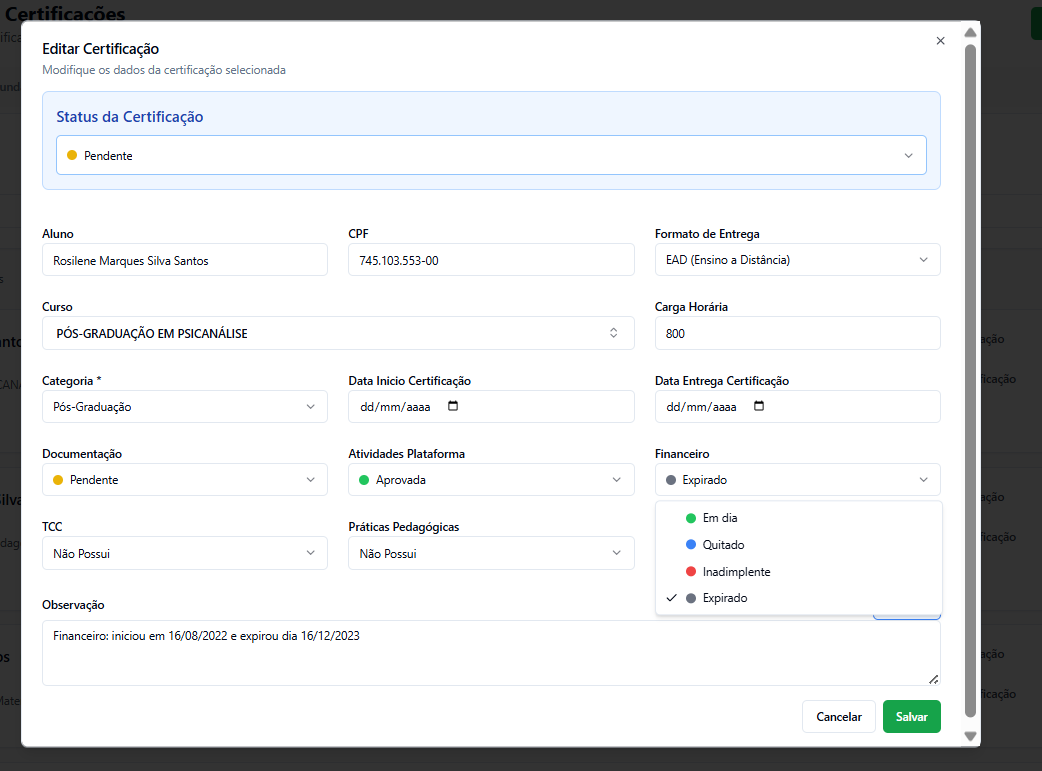 Certificações
Editar Certificação
Modifique os dados da certificação selecionada
Status da Certificação
Pendente
Aluno
CPF
Formato de Entrega
Rosilene Marques Silva Santos
745.103.553-00
EAD (Ensino a Distância)
Curso
Carga Horária
PÓS-GRADUAÇÃO EM PSICANÁLISE
800
Categoria *
Data Inicio Certificação
Data Entrega Certificação
Pós-Graduação
dd/mm/aaaa
dd/mm/aaaa
Documentação
Atividades Plataforma
Financeiro
Pendente
Aprovada
Expirado
Em dia
Quitado
Inadimplente
Expirado
TCC
Práticas Pedagógicas
Não Possui
Não Possui
Observação
Financeiro: iniciou em 16/08/2022 e expirou dia 16/12/2023
Cancelar
Salvar